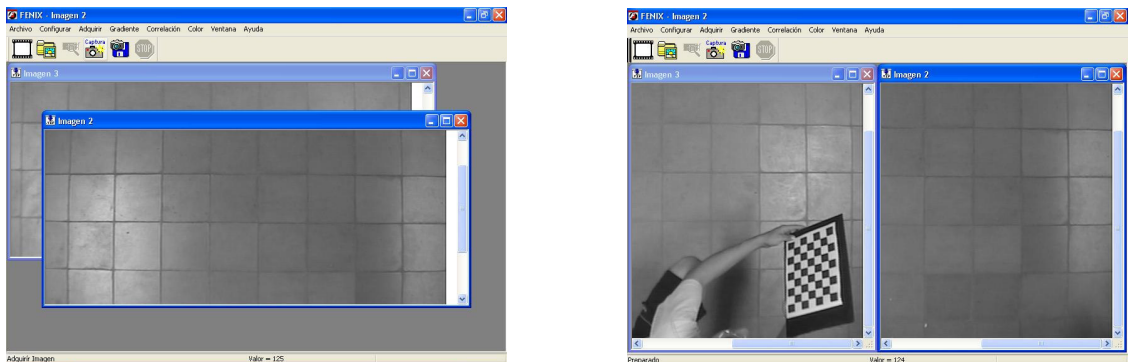 FENIX - Imagen 2
Archivo Configurar Adquirir Gradiente Correlación Color Ventana Ayuda
Captura
STOP
Imagen 3
Imagen 2
Adquirir Imagen
Valor = 125
FENIX - Imagen 2
Archivo Configurar Adquirir Gradiente Correlación Color Ventana Ayuda
Captura
STOP
Imagen 3
Imagen 2
Preparado
Valor = 124